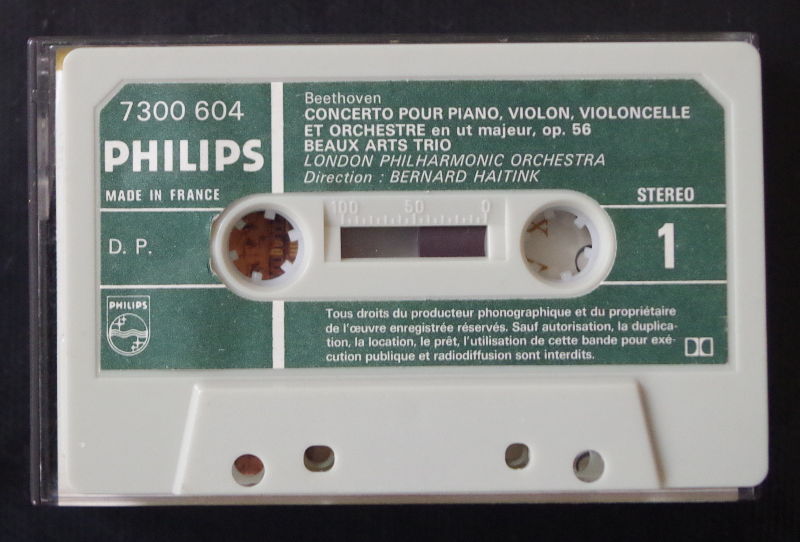 7300 604
PHILIPS
MADE IN FRANCE
D. P.
PHILIPS
Beethoven
CONCERTO POUR PIANO, VIOLON, VIOLONCELLE
ET ORCHESTRE en ut majeur, op. 56
BEAUX ARTS TRIO
LONDON PHILHARMONIC ORCHESTRA
Direction : BERNARD HAITINK
STEREO
1
100 50 0
Tous droits du producteur phonographique et du propriétaire
de l'œuvre enregistrée réservés. Sauf autorisation, la duplica-
tion, la location, le prêt, l'utilisation de cette bande pour exé-
cution publique et radiodiffusion sont interdits.